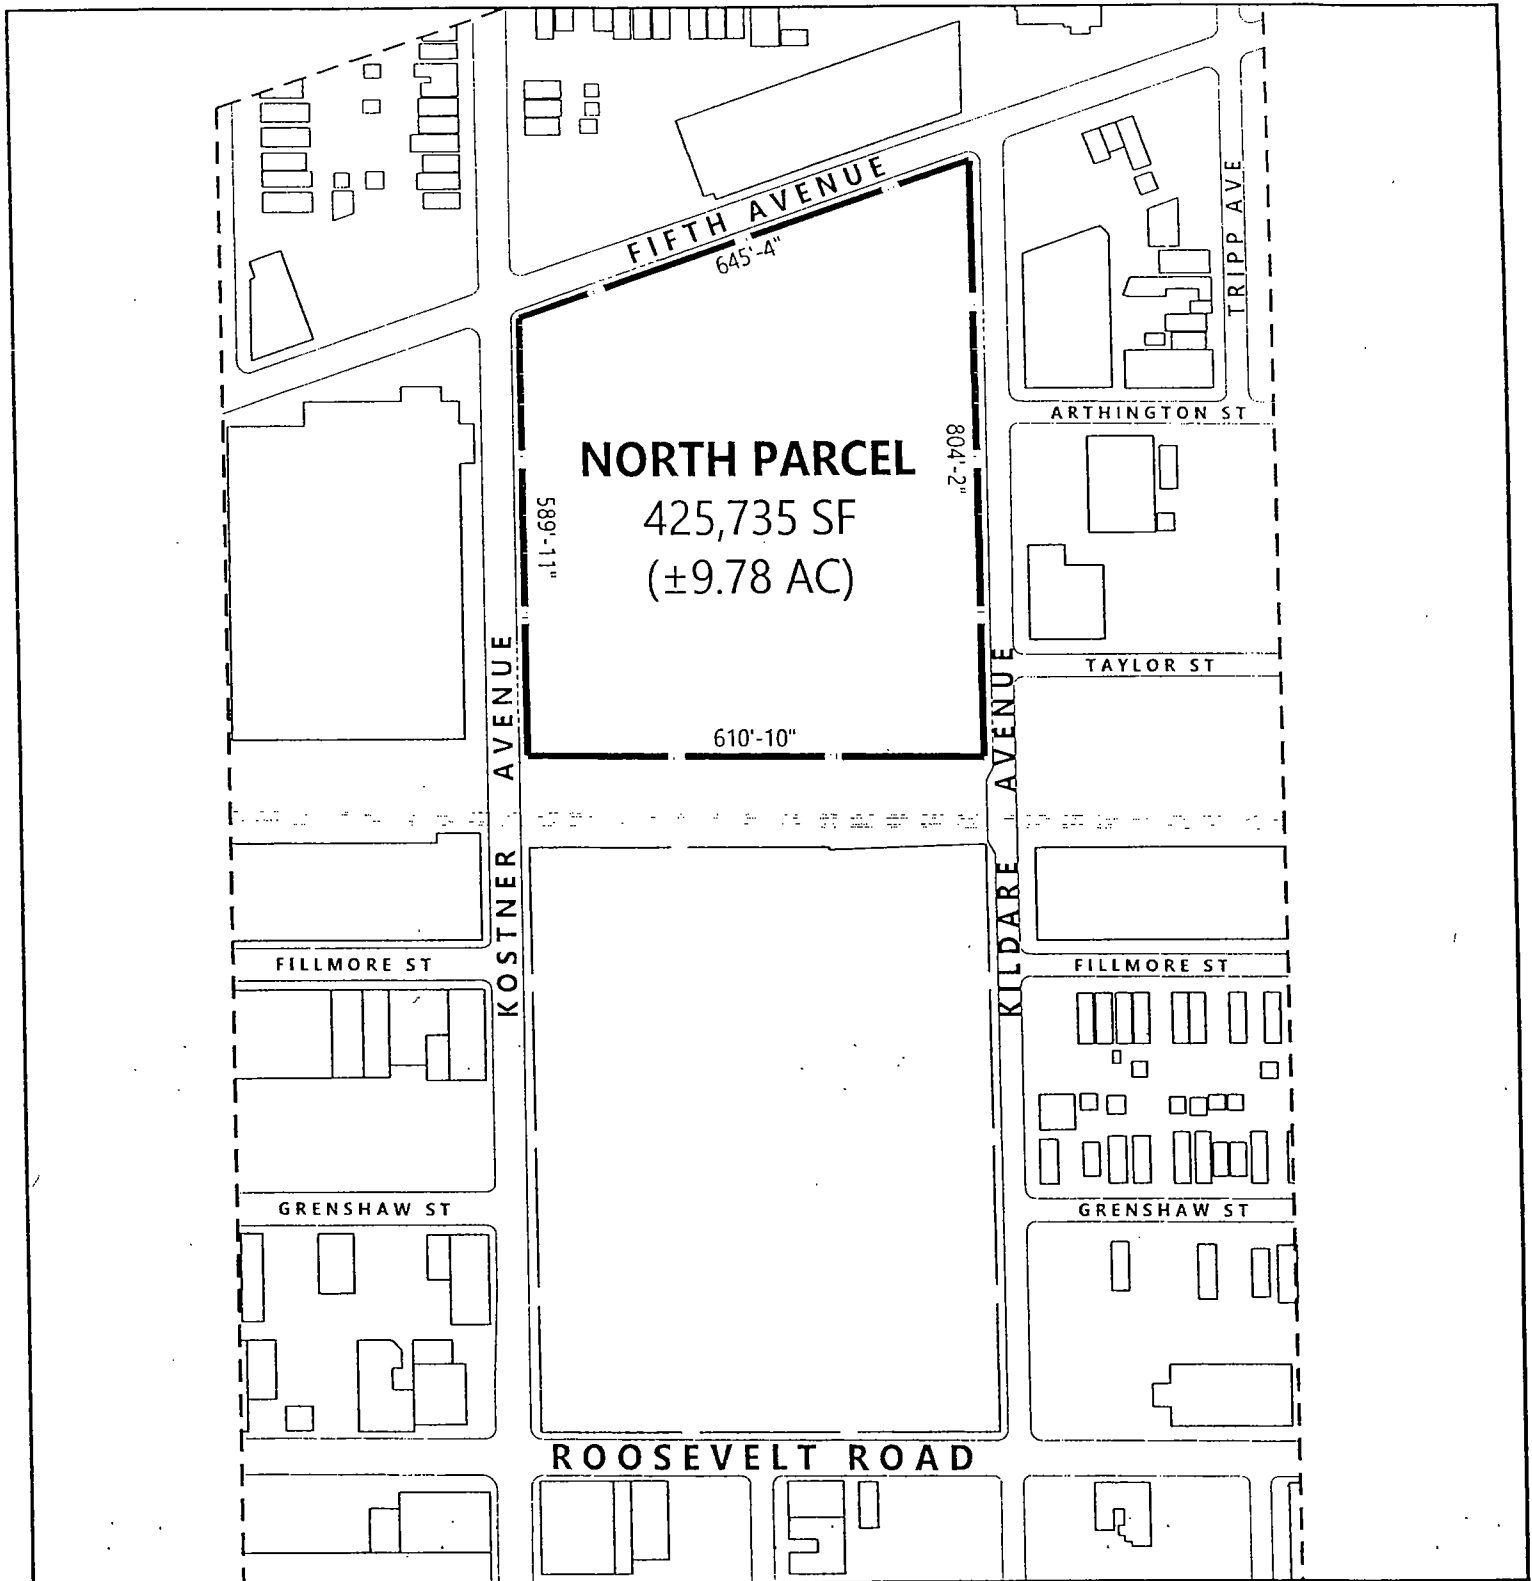 FIFTH AVENUE
645'-4"
TRIPP AVE
ARTHINGTON ST
NORTH PARCEL
425,735 SF
(±9.78 AC)
804'-2"
589'-11"
TAYLOR ST
610'-10"
KOSTNER AVENUE
KILDARE AVENUE
FILLMORE ST
FILLMORE ST
GRENSHAW ST
GRENSHAW ST
ROOSEVELT ROAD